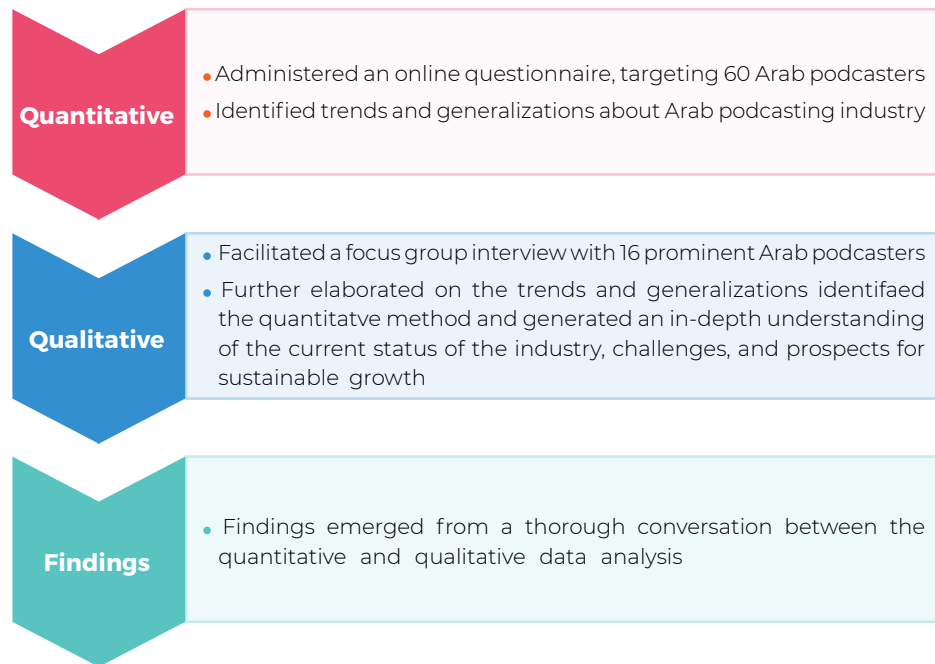 Quantitative
• Administered an online questionnaire, targeting 60 Arab podcasters
• Identified trends and generalizations about Arab podcasting industry
Qualitative
• Facilitated a focus group interview with 16 prominent Arab podcasters
• Further elaborated on the trends and generalizations identifaed
the quantitatve method and generated an in-depth understanding
of the current status of the industry, challenges, and prospects for
sustainable growth
Findings
• Findings emerged from a thorough conversation between the
quantitative and qualitative data analysis